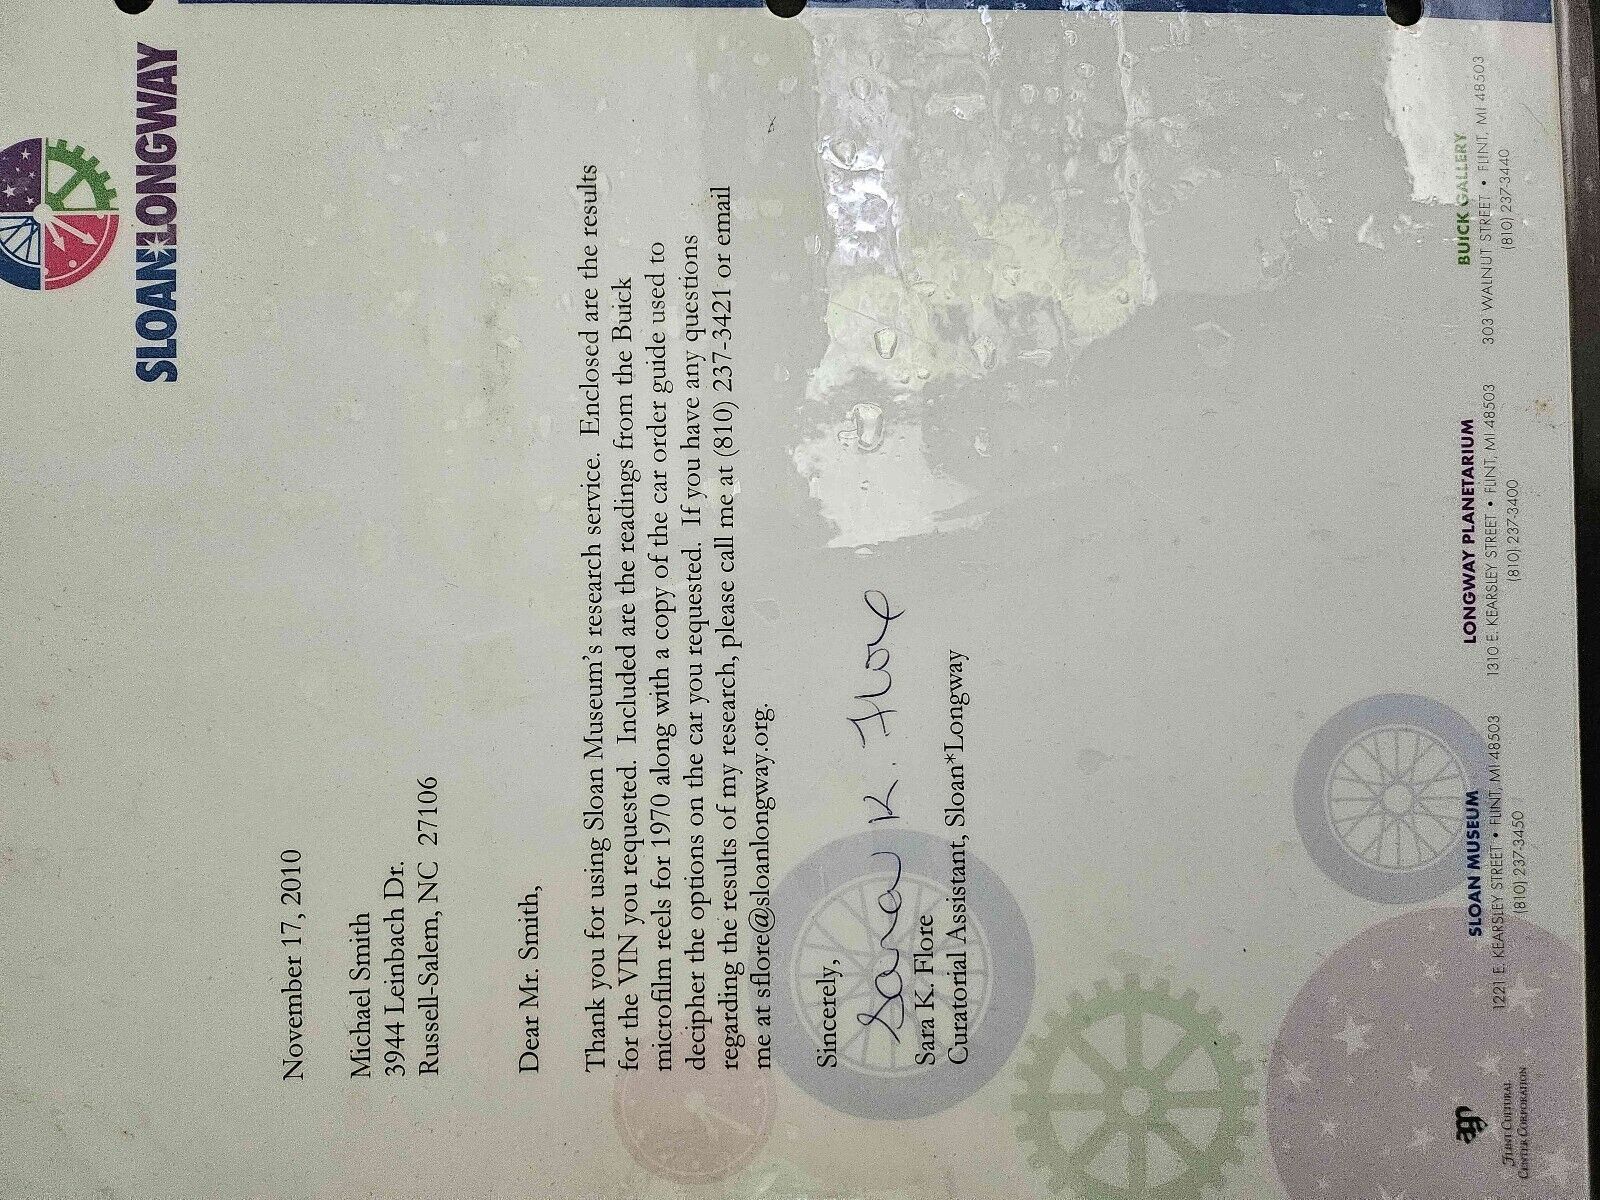 SLOAN*LONGWAY
November 17, 2010
Michael Smith
3944 Leinbach Dr.
Russell-Salem, NC 27106
Dear Mr. Smith,
Thank you for using Sloan Museum's research service. Enclosed are the results
for the VIN you requested. Included are the readings from the Buick
microfilm reels for 1970 along with a copy of the car order guide used to
decipher the options on the car you requested. If you have any questions
regarding the results of my research, please call me at (810) 237-3421 or email
me at sflore@sloanlongway.org.
Sincerely,
Sara K. Flore
Sara K. Flore
Curatorial Assistant, Sloan*Longway
FLINT CULTURAL
CENTER CORPORATION
SLOAN MUSEUM
1221 E. KEARSLEY STREET • FLINT, MI 48503
(810) 237-3450
LONGWAY PLANETARIUM
1310 E. KEARSLEY STREET • FLINT, MI 48503
(810) 237-3400
BUICK GALLERY
303 WALNUT STREET • FLINT, MI 48503
(810) 237-3440